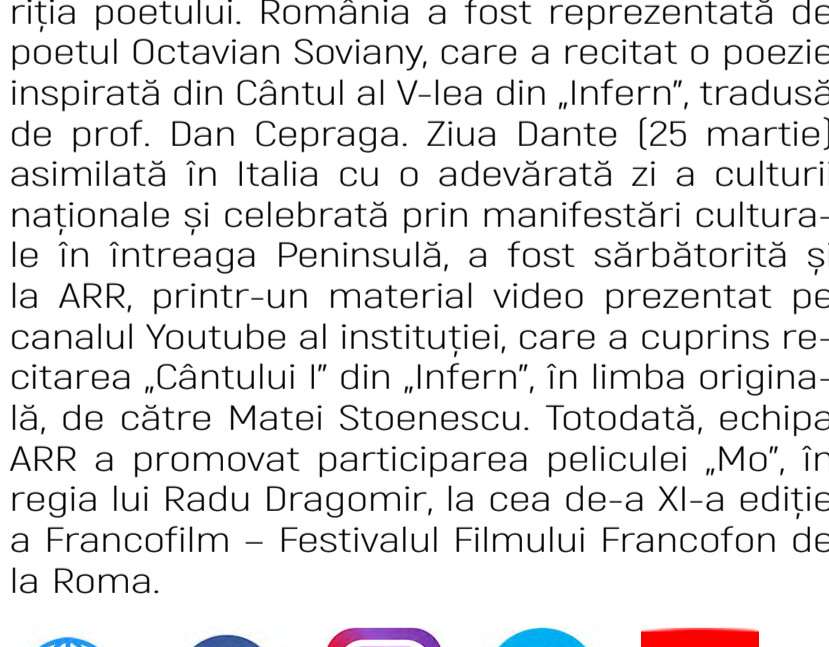 riția poetului. România a fost reprezentată de
poetul Octavian Soviany, care a recitat o poezie
inspirată din Cântul al V-lea din „Infern”, tradusă
de prof. Dan Cepraga. Ziua Dante (25 martie)
asimilată în Italia cu o adevărată zi a culturii
naționale și celebrată prin manifestări cultura-
le în întreaga Peninsulă, a fost sărbătorită și
la ARR, printr-un material video prezentat pe
canalul Youtube al instituției, care a cuprins re-
citarea „Cântului I” din „Infern”, în limba origina-
lă, de către Matei Stoenescu. Totodată, echipa
ARR a promovat participarea peliculei „Mo”, în
regia lui Radu Dragomir, la cea de-a XI-a ediție
a Francofilm – Festivalul Filmului Francofon de
la Roma.